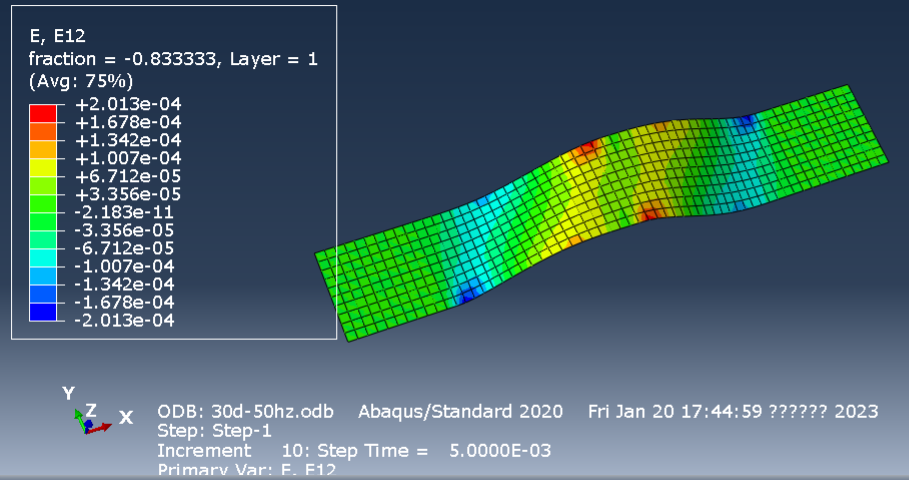 E, E12
fraction = -0.833333, Layer = 1
(Avg: 75%)
+2.013e-04
+1.678e-04
+1.342e-04
+1.007e-04
+6.712e-05
+3.356e-05
-2.183e-11
-3.356e-05
-6.712e-05
-1.007e-04
-1.342e-04
-1.678e-04
-2.013e-04
Y
Z
X
ODB: 30d-50hz.odb Abaqus/Standard 2020 Fri Jan 20 17:44:59 ?????? 2023
Step: Step-1
Increment 10: Step Time = 5.0000E-03
Primary Var: E, E12